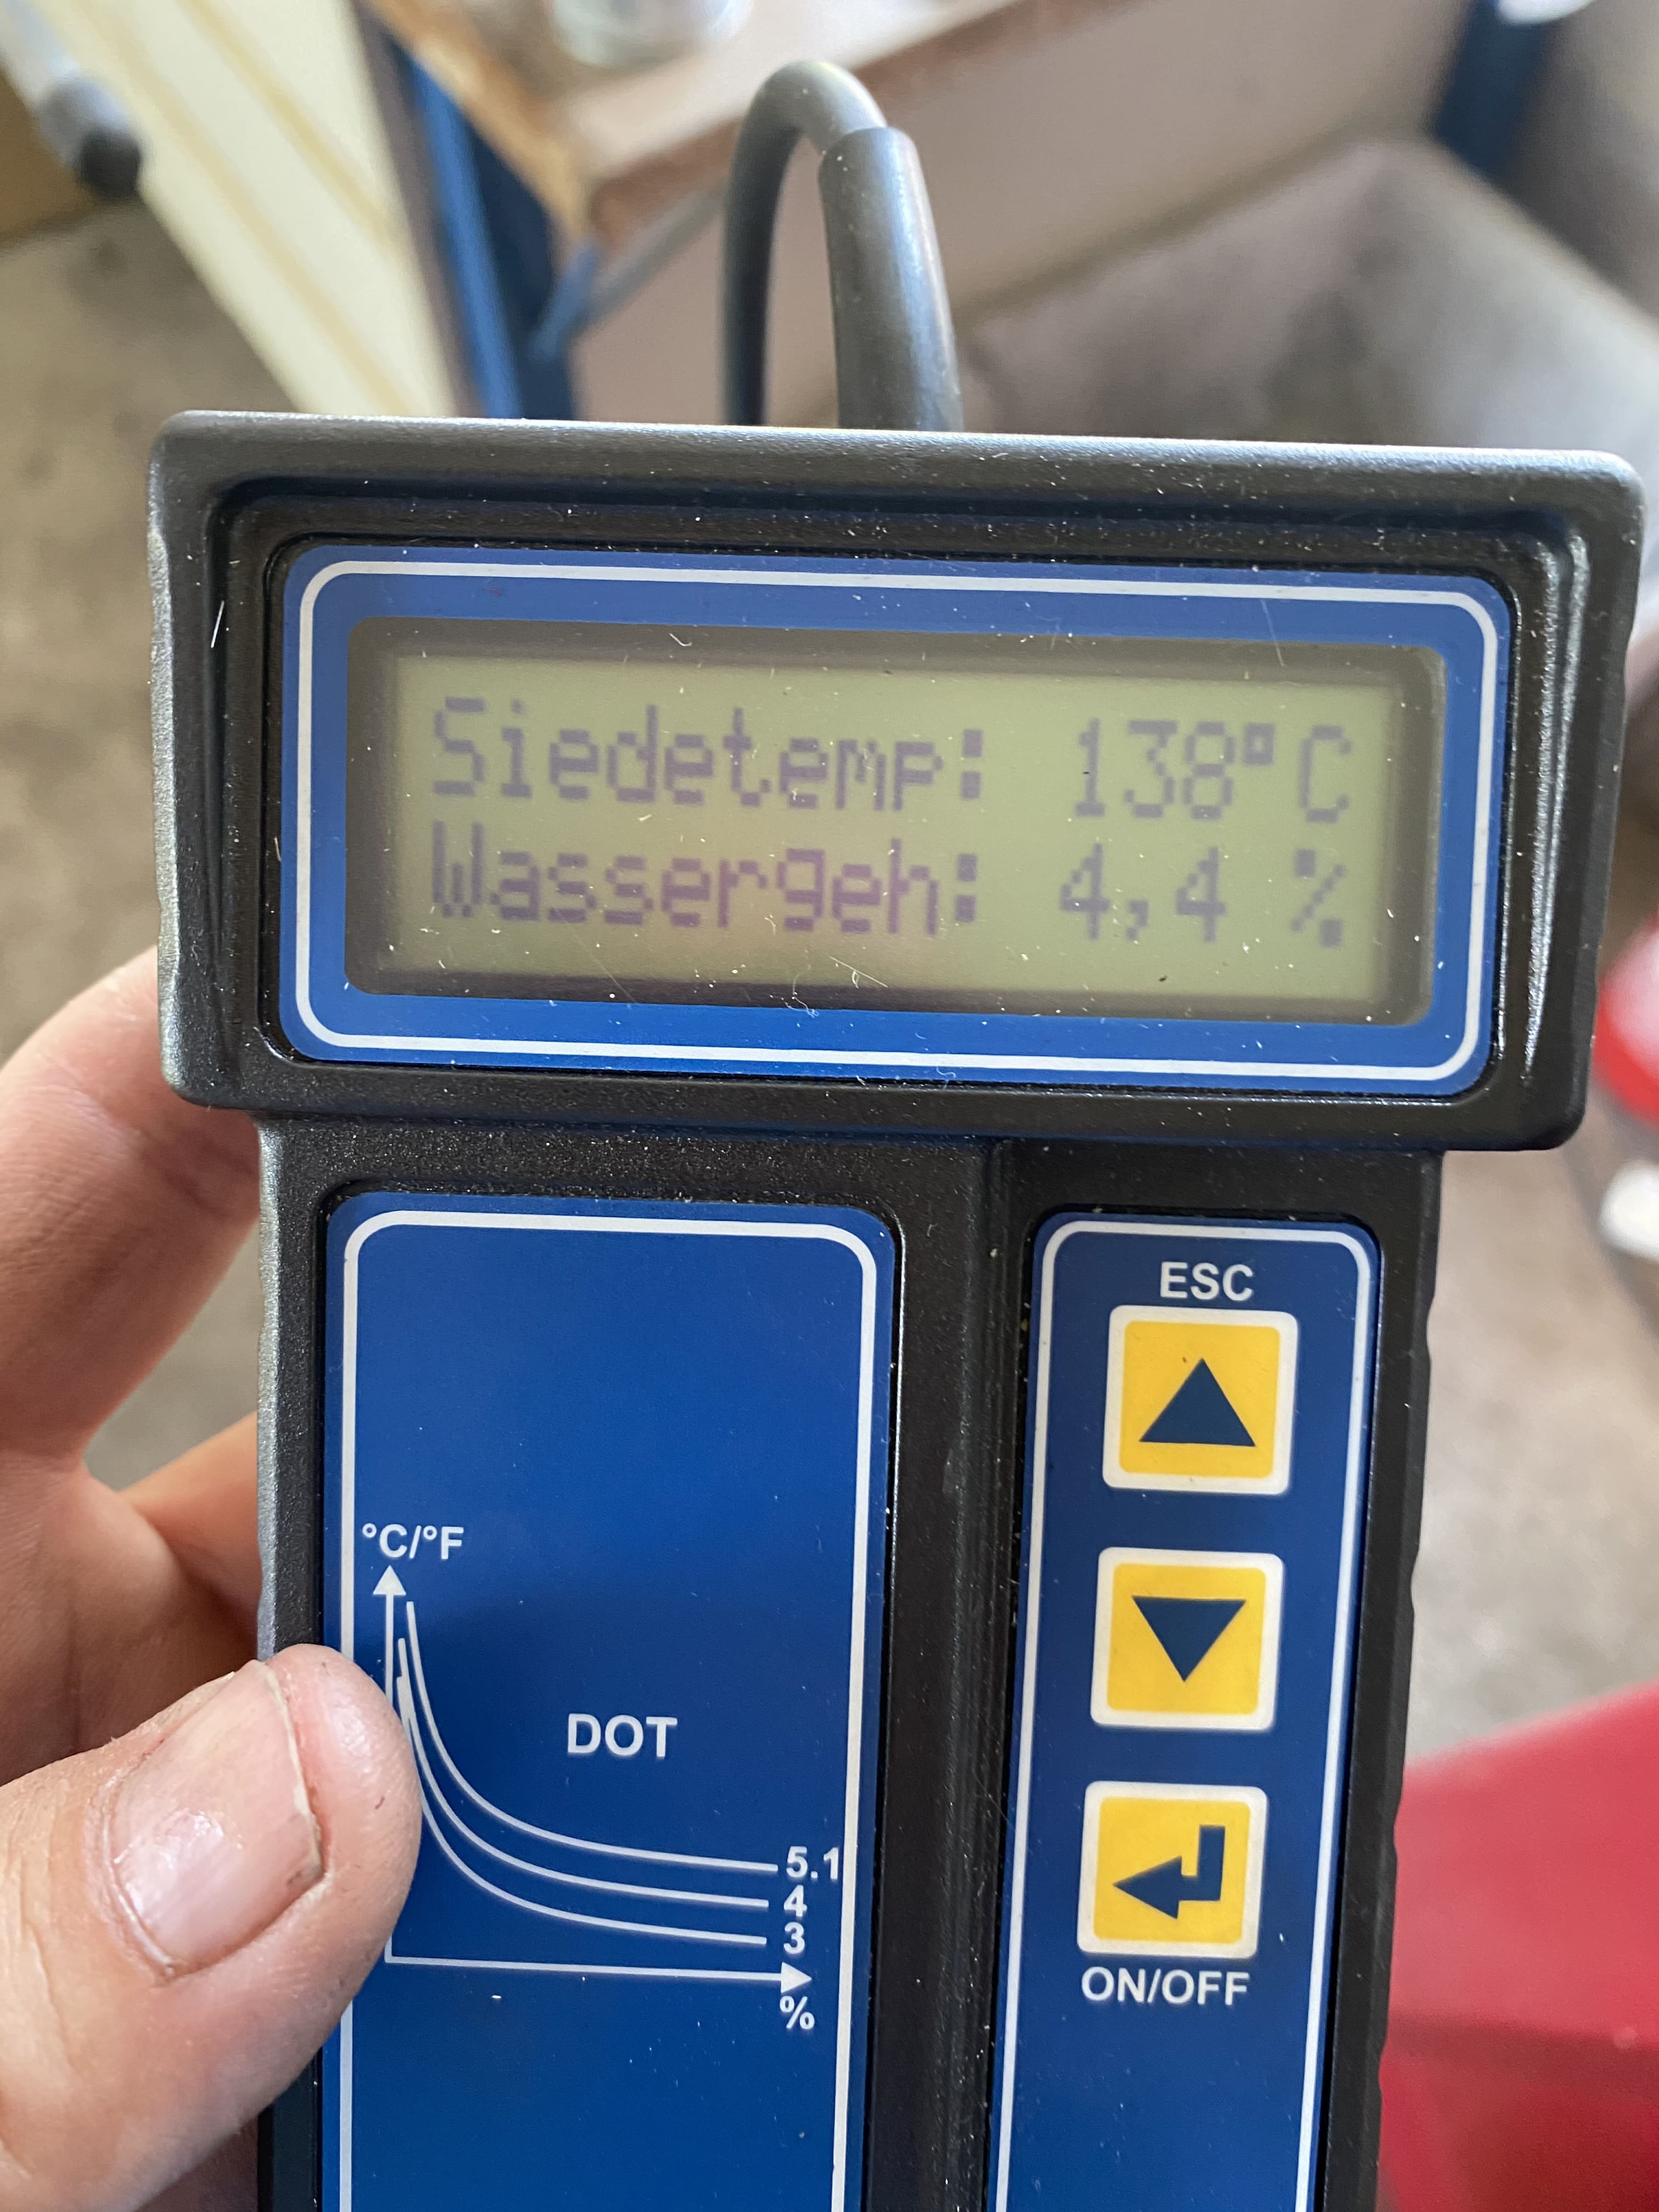 Siedetemp: 138°C
Wassergeh: 4,4 %
ESC
°C/°F
DOT
5.1
4
3
%
ON/OFF